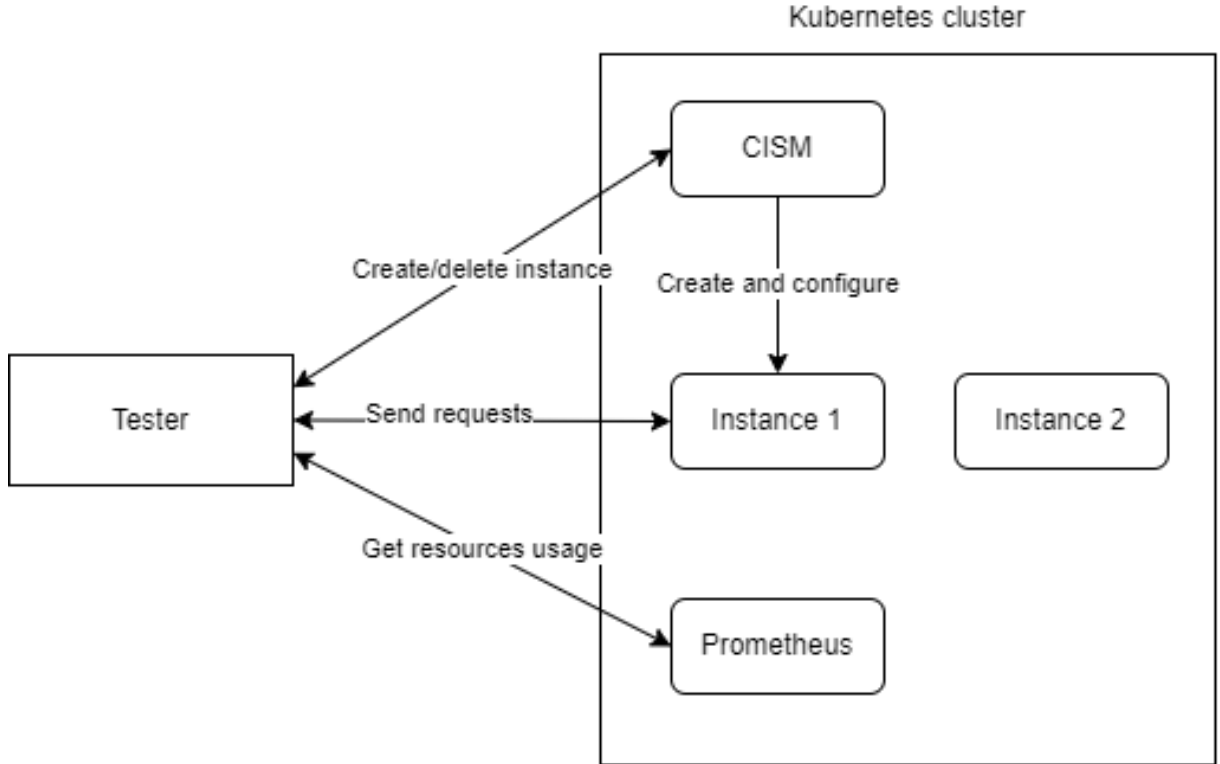 Kubernetes cluster
CISM
Create/delete instance
Create and configure
Tester
Send requests
Instance 1
Instance 2
Get resources usage
Prometheus